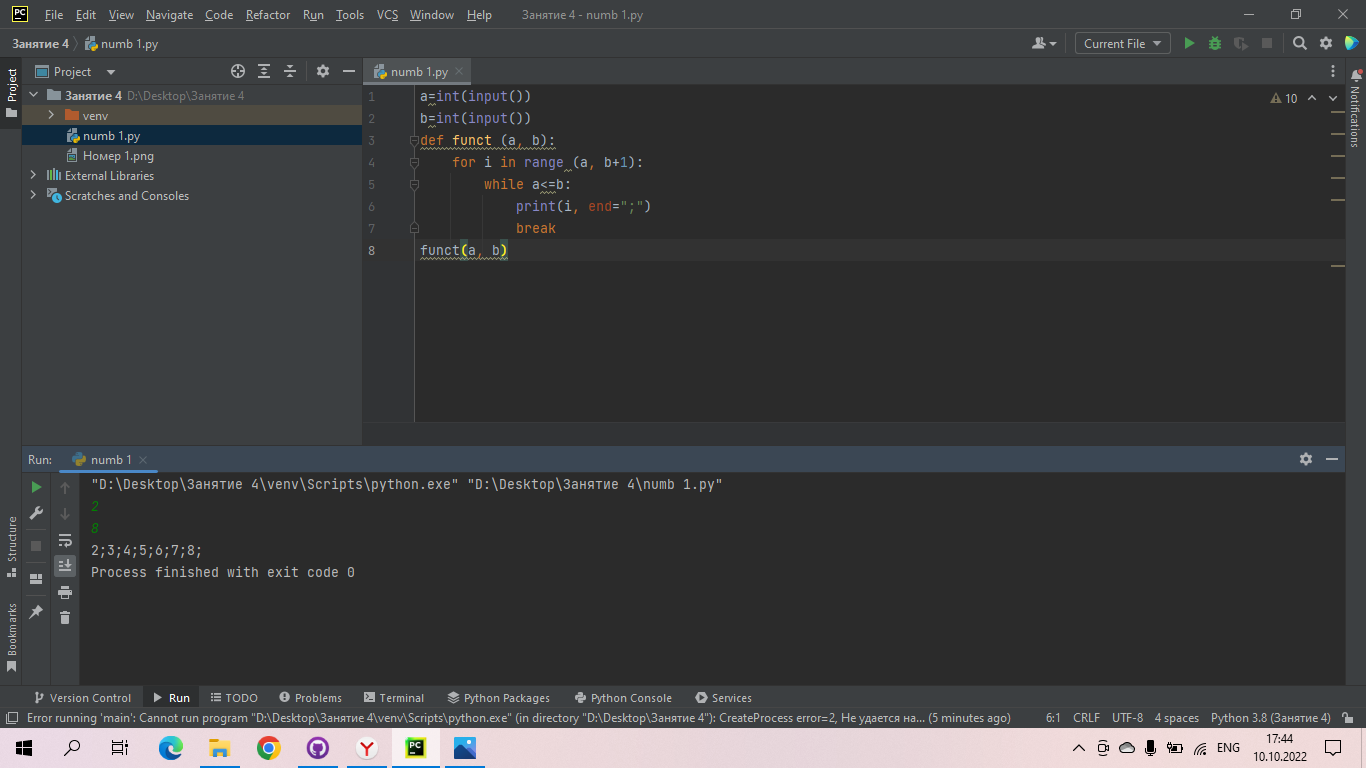 PC File Edit View Navigate Code Refactor Run Tools VCS Window Help Занятие 4 - numb 1.py
Занятие 4 numb 1.py Current File
Project
Project
Занятие 4 D:\Desktop\Занятие 4
venv
numb 1.py
Номер 1.png
External Libraries
Scratches and Consoles
numb 1.py
10
1 a=int(input())
2 b=int(input())
3 def funct (a, b):
4 for i in range (a, b+1):
5 while a<=b:
6 print(i, end=";")
7 break
8 funct(a, b)
Notifications
Run: numb 1
"D:\Desktop\Занятие 4\venv\Scripts\python.exe" "D:\Desktop\Занятие 4\numb 1.py"
2
8
2;3;4;5;6;7;8;
Process finished with exit code 0
Structure
Bookmarks
Version Control Run TODO Problems Terminal Python Packages Python Console Services
Error running 'main': Cannot run program "D:\Desktop\Занятие 4\venv\Scripts\python.exe" (in directory "D:\Desktop\Занятие 4"): CreateProcess error=2, Не удается на... (5 minutes ago) 6:1 CRLF UTF-8 4 spaces Python 3.8 (Занятие 4)
Y PC ENG 17:44
10.10.2022